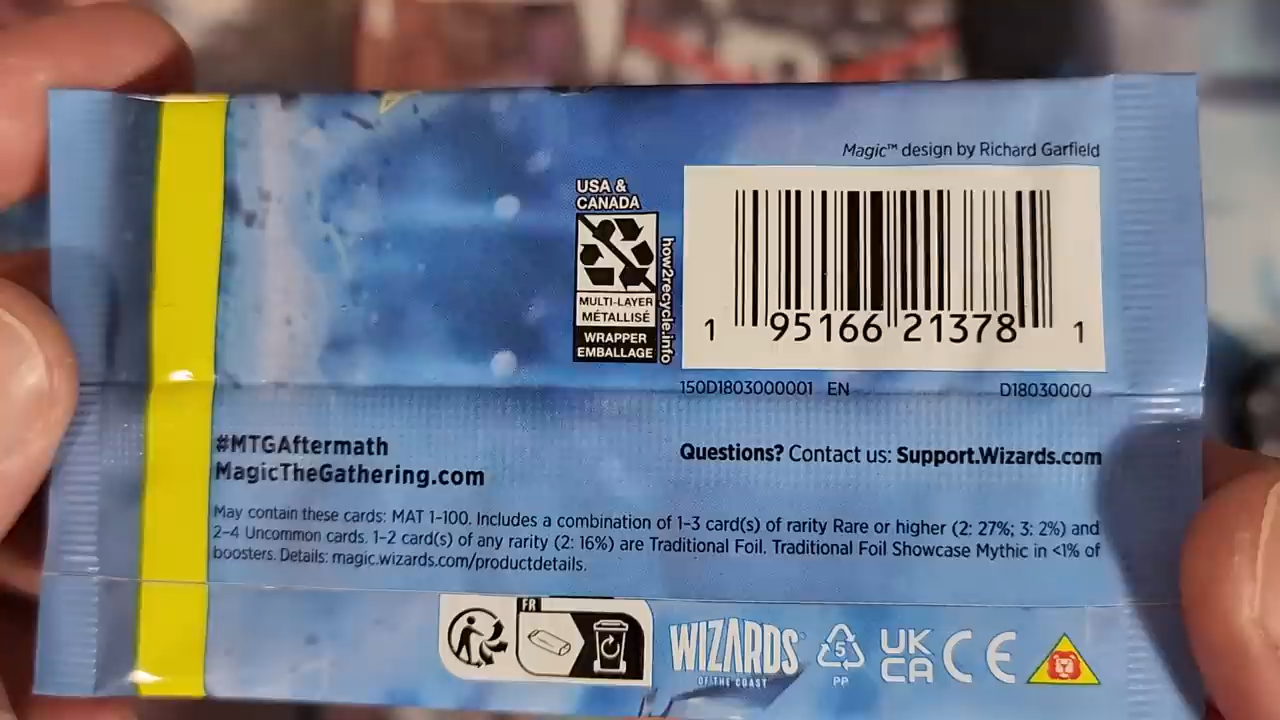 Magic™ design by Richard Garfield
USA &
CANADA
MULTI-LAYER
MÉTALLISÉ
WRAPPER
EMBALLAGE
how2recycle.info
1 95166 21378 1
150D1803000001 EN D18030000
#MTGAftermath
MagicTheGathering.com
Questions? Contact us: Support.Wizards.com
May contain these cards: MAT 1-100. Includes a combination of 1-3 card(s) of rarity Rare or higher (2: 27%; 3: 2%) and
2-4 Uncommon cards. 1-2 card(s) of any rarity (2: 16%) are Traditional Foil. Traditional Foil Showcase Mythic in <1% of
boosters. Details: magic.wizards.com/productdetails.
FR
WIZARDS
OF THE COAST
5
PP
UK
CA
CE